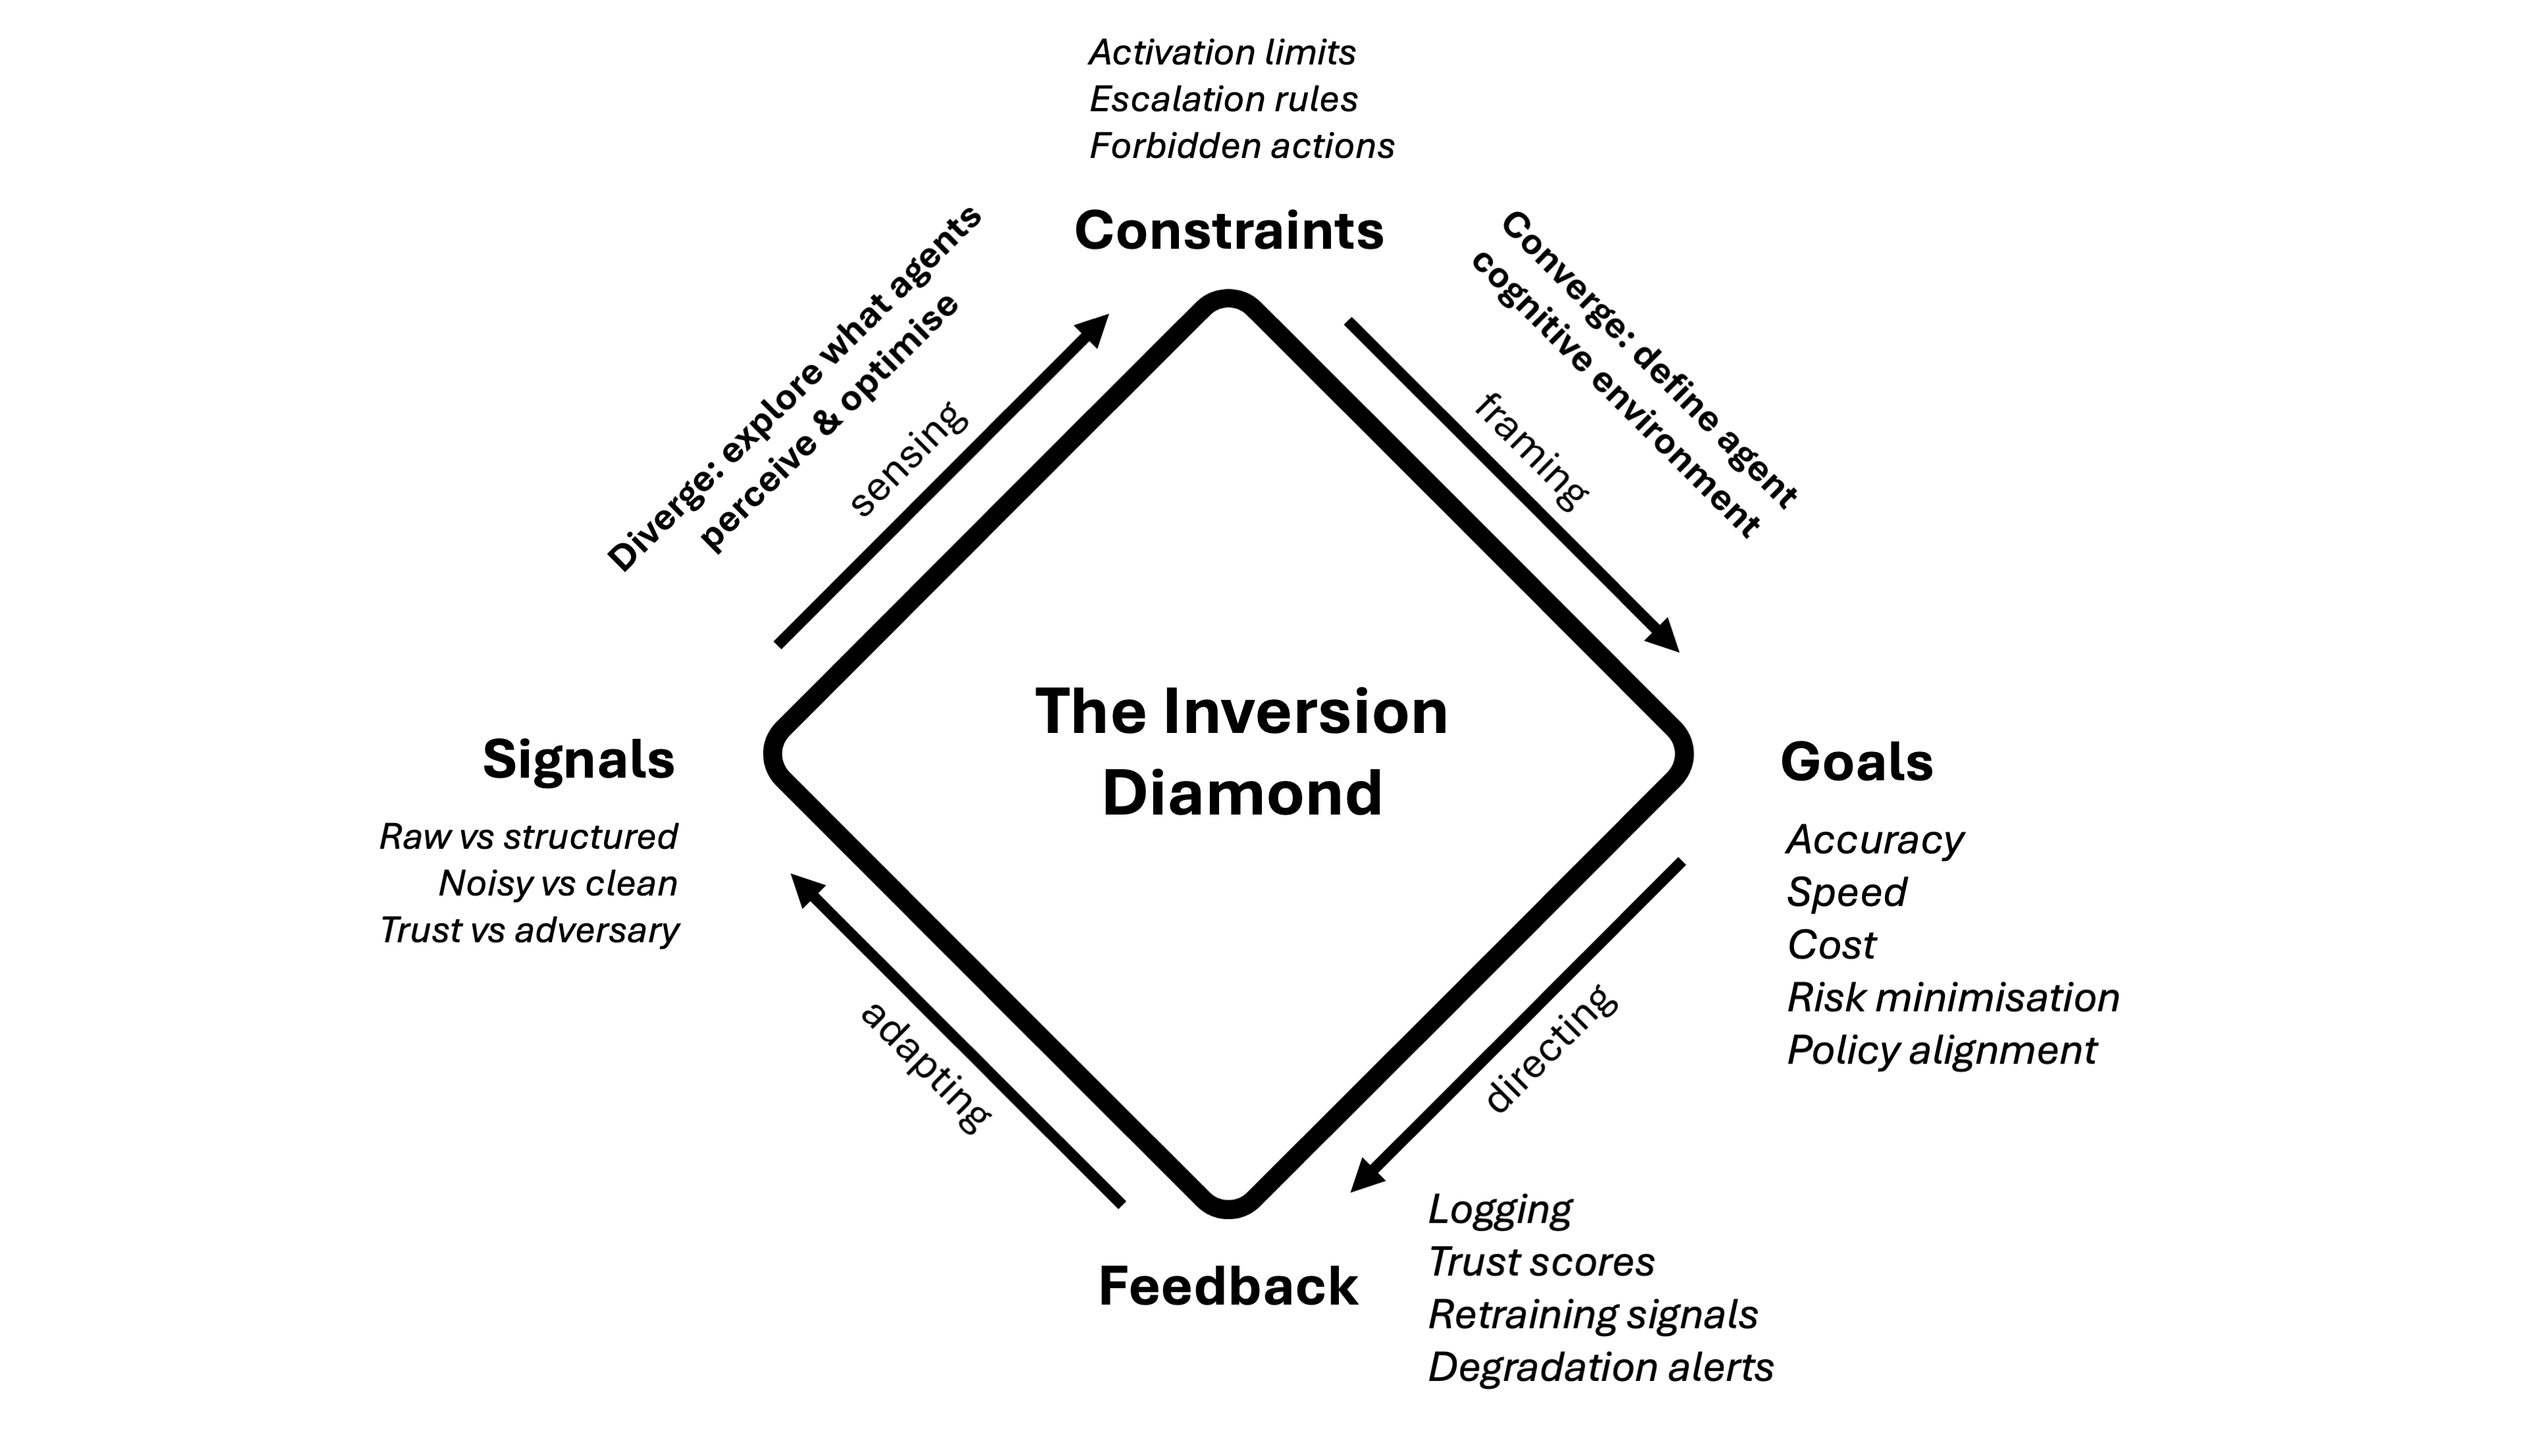 Activation limits
Escalation rules
Forbidden actions
Constraints
Diverge: explore what agents
perceive & optimise
sensing
Converge: define agent
cognitive environment
framing
The Inversion
Diamond
Signals
Raw vs structured
Noisy vs clean
Trust vs adversary
Goals
Accuracy
Speed
Cost
Risk minimisation
Policy alignment
adapting
directing
Feedback
Logging
Trust scores
Retraining signals
Degradation alerts